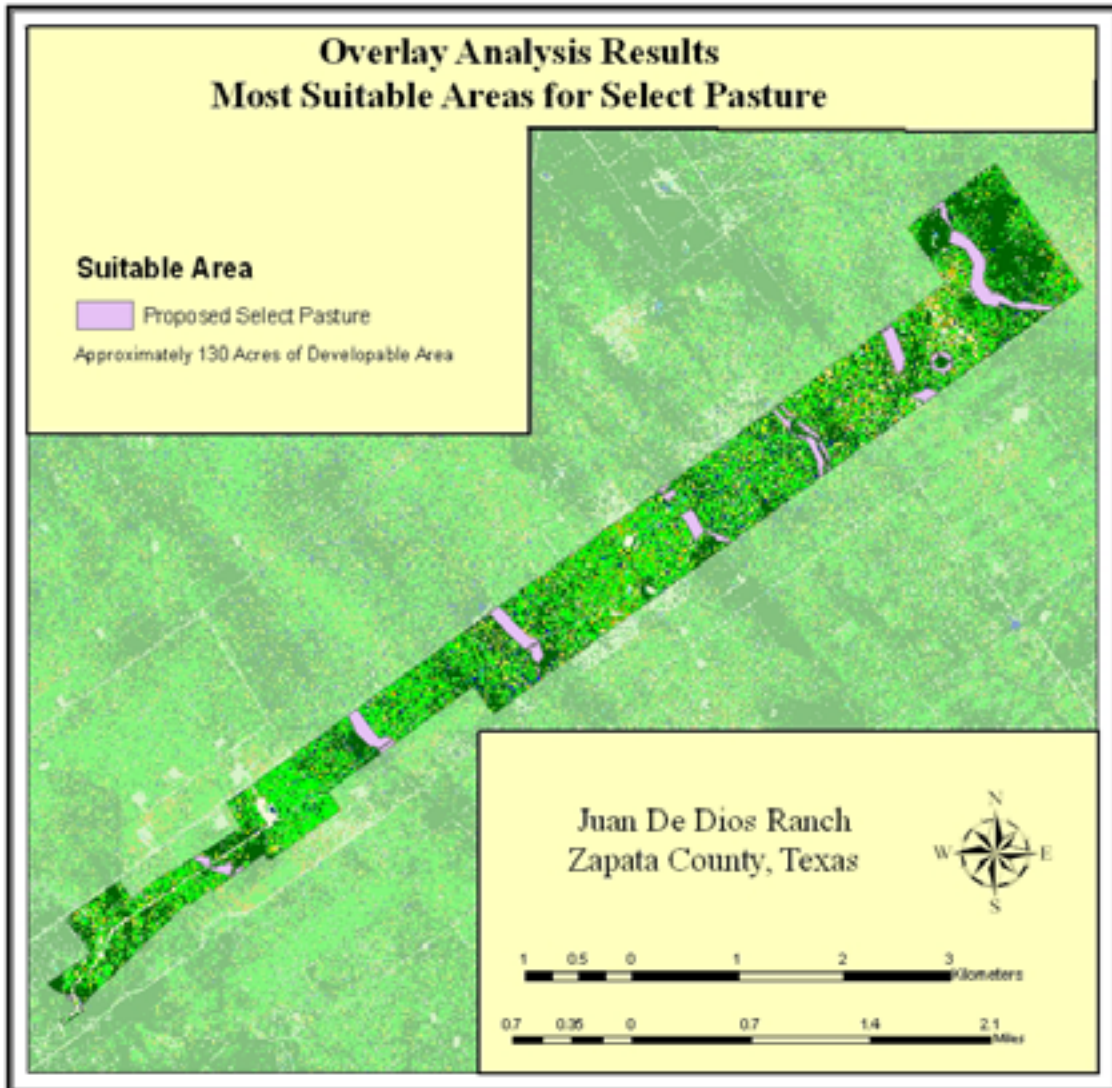 Overlay Analysis Results
Most Suitable Areas for Select Pasture
Suitable Area
Proposed Select Pasture
Approximately 130 Acres of Developable Area
Juan De Dios Ranch
Zapata County, Texas
N
W E
S
1 0.5 0 1 2 3
Kilometers
0.7 0.35 0 0.7 1.4 2.1
Miles